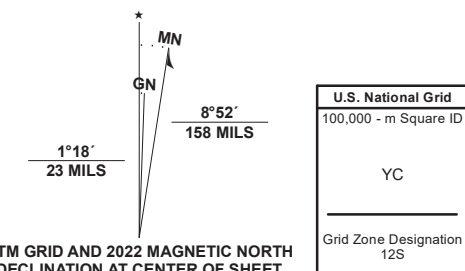 MN
GN
8°52´
158 MILS
1°18´
23 MILS
TM GRID AND 2022 MAGNETIC NORTH
DECLINATION AT CENTER OF SHEET
U.S. National Grid
100,000 - m Square ID
YC
Grid Zone Designation
12S